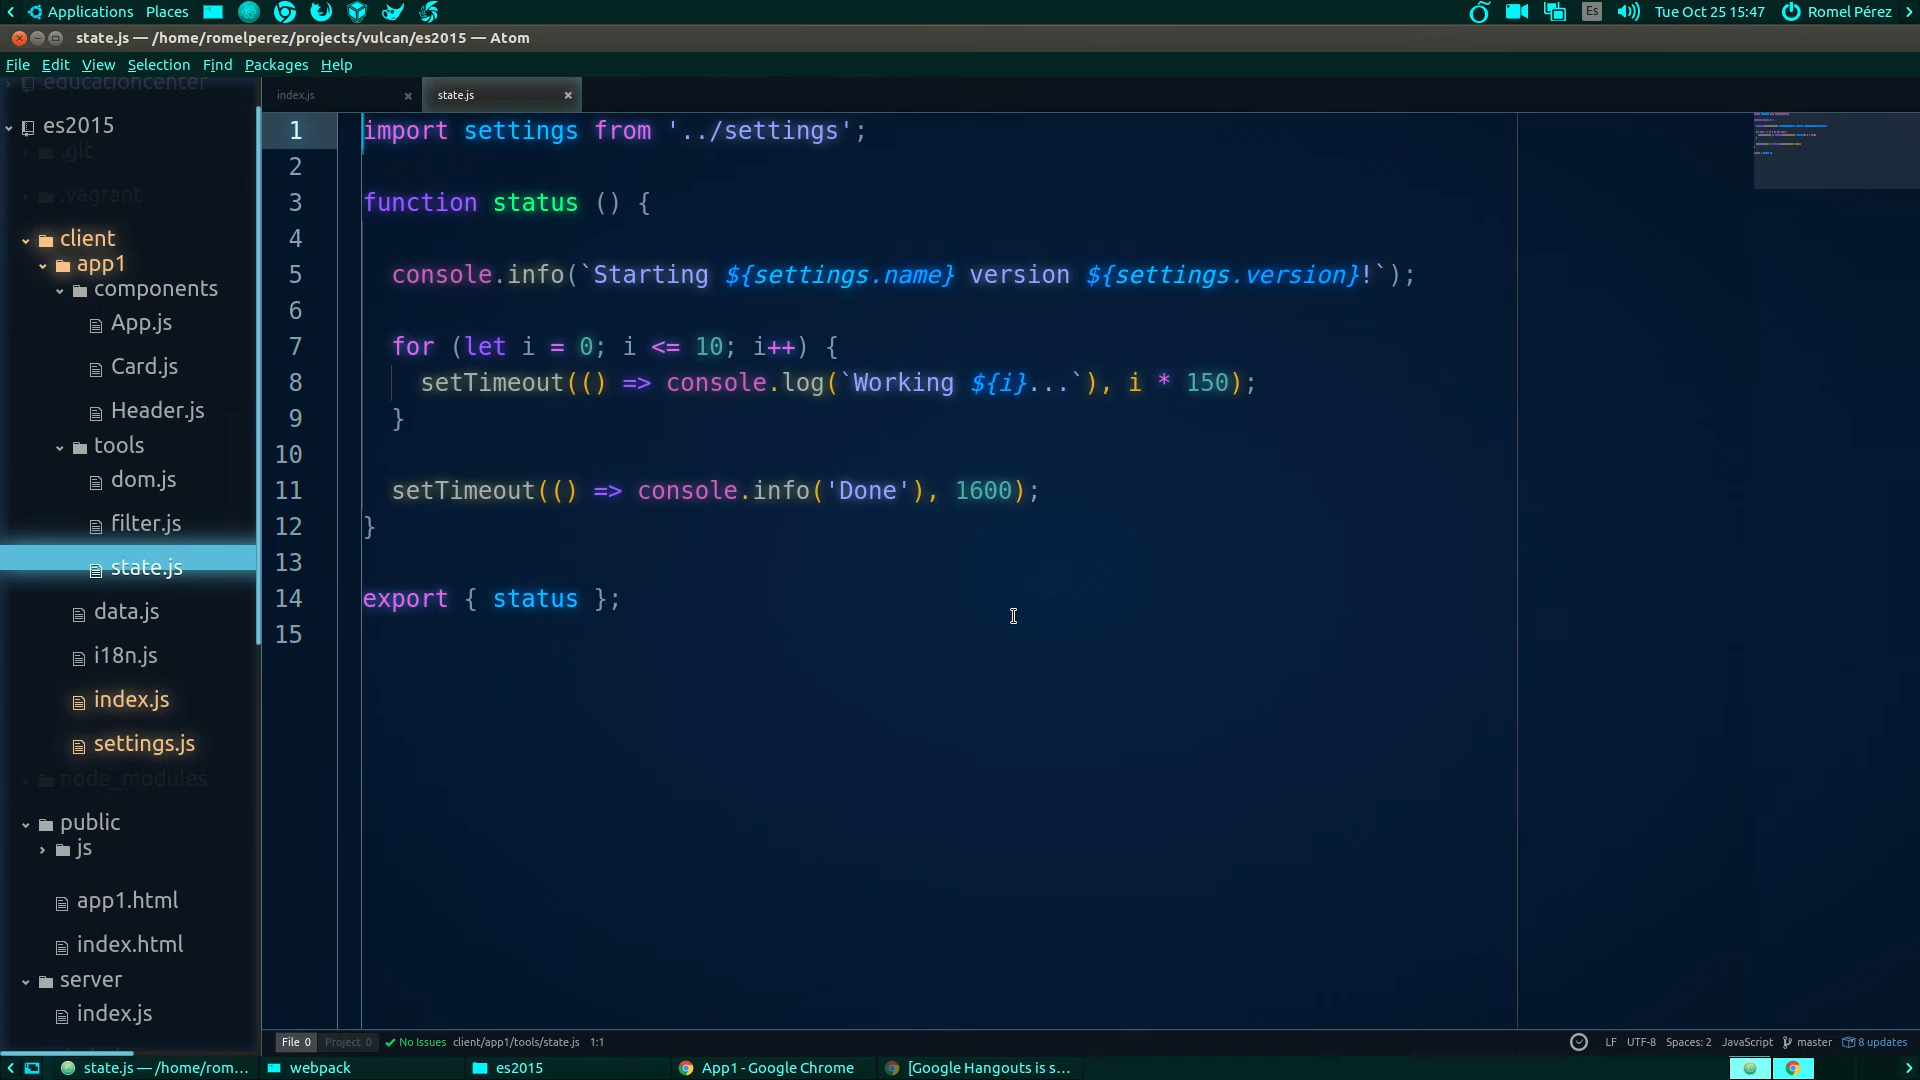 Applications Places Es Tue Oct 25 15:47 Romel Pérez
state.js — /home/romelperez/projects/vulcan/es2015 — Atom
File Edit View Selection Find Packages Help
educationcenter
es2015
.git
.vagrant
client
app1
components
App.js
Card.js
Header.js
tools
dom.js
filter.js
state.js
data.js
i18n.js
index.js
settings.js
node_modules
public
js
app1.html
index.html
server
index.js
index.js × state.js ×
1 import settings from '../settings';
2
3 function status () {
4
5 console.info(`Starting ${settings.name} version ${settings.version}!`);
6
7 for (let i = 0; i <= 10; i++) {
8 setTimeout(() => console.log(`Working ${i}...`), i * 150);
9 }
10
11 setTimeout(() => console.info('Done'), 1600);
12 }
13
14 export { status };
15
File 0 Project 0 No Issues client/app1/tools/state.js 1:1 LF UTF-8 Spaces: 2 JavaScript master 8 updates
state.js — /home/rom... webpack es2015 App1 - Google Chrome [Google Hangouts is s...